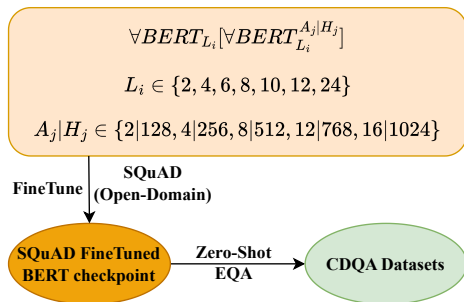 ∀BERT_{L_i}[∀BERT_{L_i}^{A_j|H_j}]
L_i ∈ {2, 4, 6, 8, 10, 12, 24}
A_j|H_j ∈ {2|128, 4|256, 8|512, 12|768, 16|1024}
FineTune
SQuAD
(Open-Domain)
SQuAD FineTuned
BERT checkpoint
Zero-Shot
EQA
CDQA Datasets